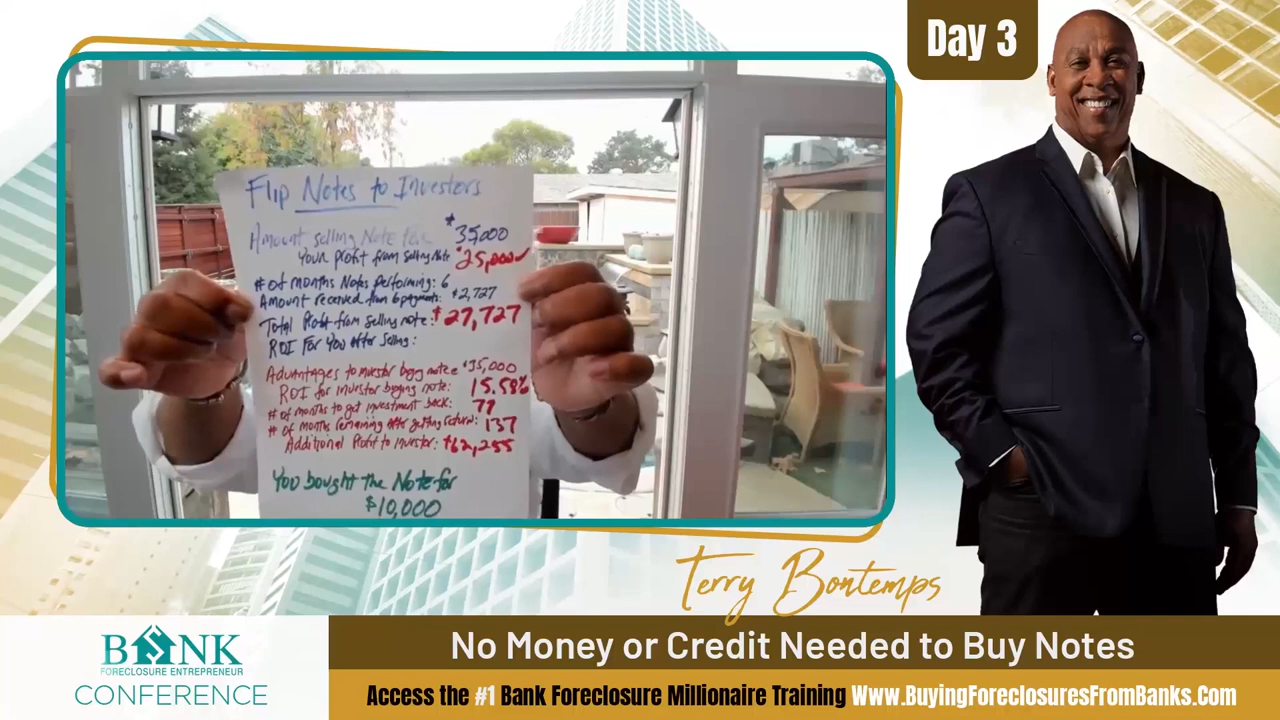 Day 3
Flip Notes to Investors
Amount selling Note for $35,000
Your profit from selling Note $25,000
# of months Notes performing: 6
Amount received from 6 payments: $2,727
Total Profit from selling note: $27,727
ROI For You after Selling:
Advantages to investor buying note @ $35,000
ROI for investor buying note: 15.58%
# of months to get investment back: 77
# of months remaining after getting return: 137
Additional Profit to Investor: $62,255
You bought the Note for
$10,000
Terry Bontemps
BANK
FORECLOSURE ENTREPRENEUR
CONFERENCE
No Money or Credit Needed to Buy Notes
Access the #1 Bank Foreclosure Millionaire Training Www.BuyingForeclosuresFromBanks.Com